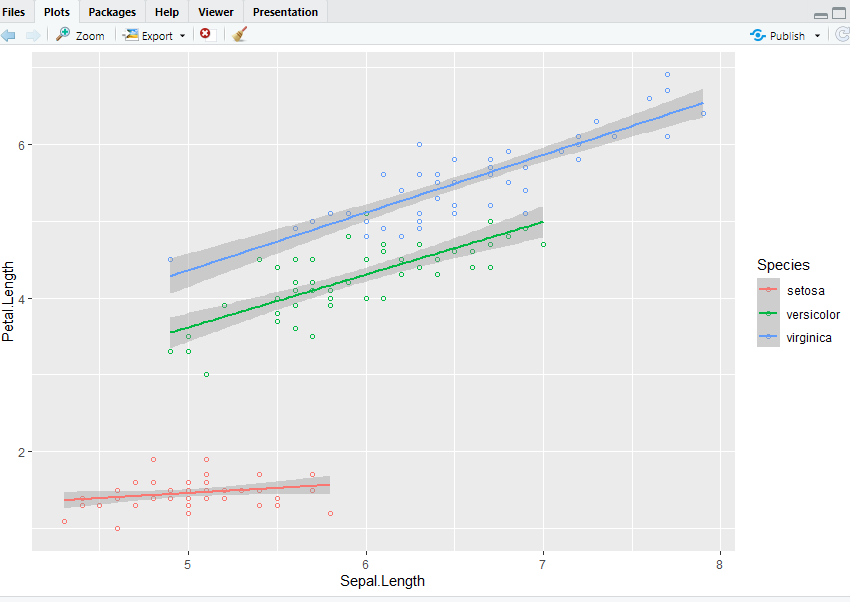 Files Plots Packages Help Viewer Presentation
Zoom Export Publish
6
4
2
Petal.Length
5 6 7 8
Sepal.Length
Species
setosa
versicolor
virginica